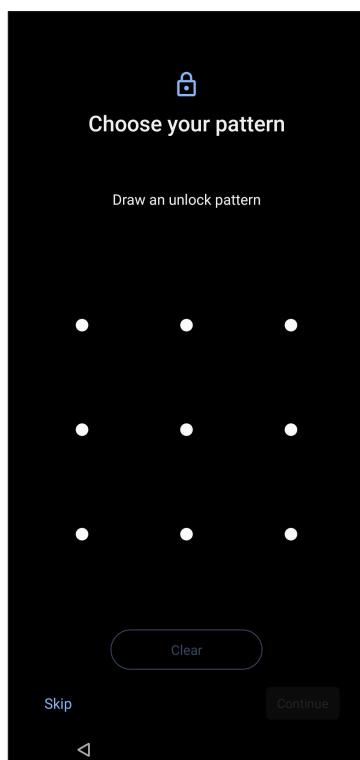 Choose your pattern
Draw an unlock pattern
Clear
Skip
Continue